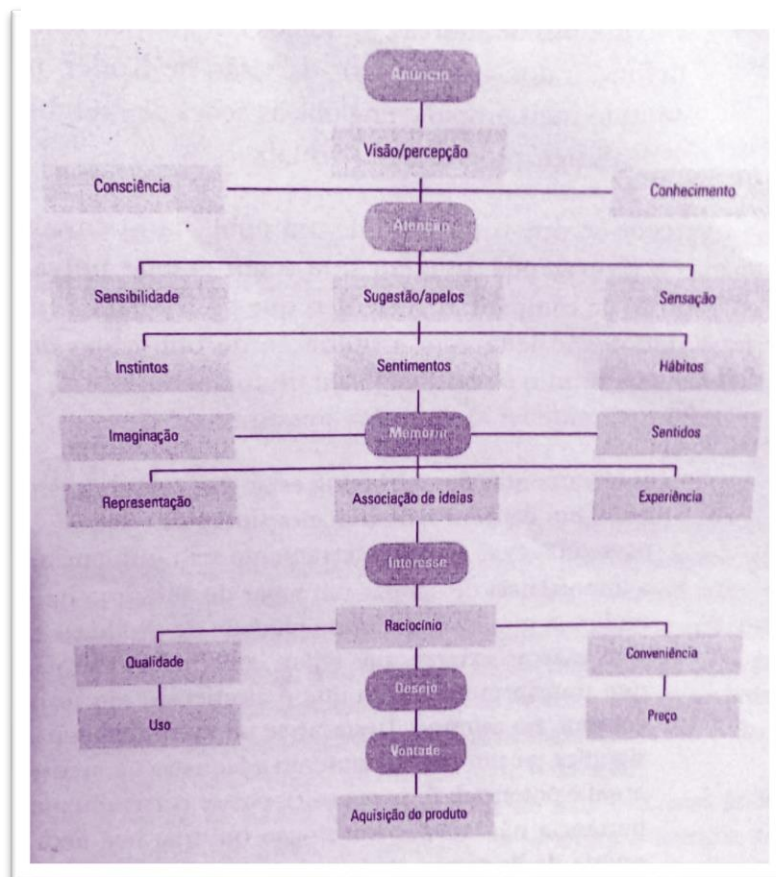 Anúncio
Visão/percepção
Consciência
Conhecimento
Atenção
Sensibilidade
Sugestão/apelos
Sensação
Instintos
Sentimentos
Hábitos
Imaginação
Memória
Sentidos
Representação
Associação de ideias
Experiência
Interesse
Raciocínio
Qualidade
Conveniência
Desejo
Uso
Preço
Vontade
Aquisição do produto